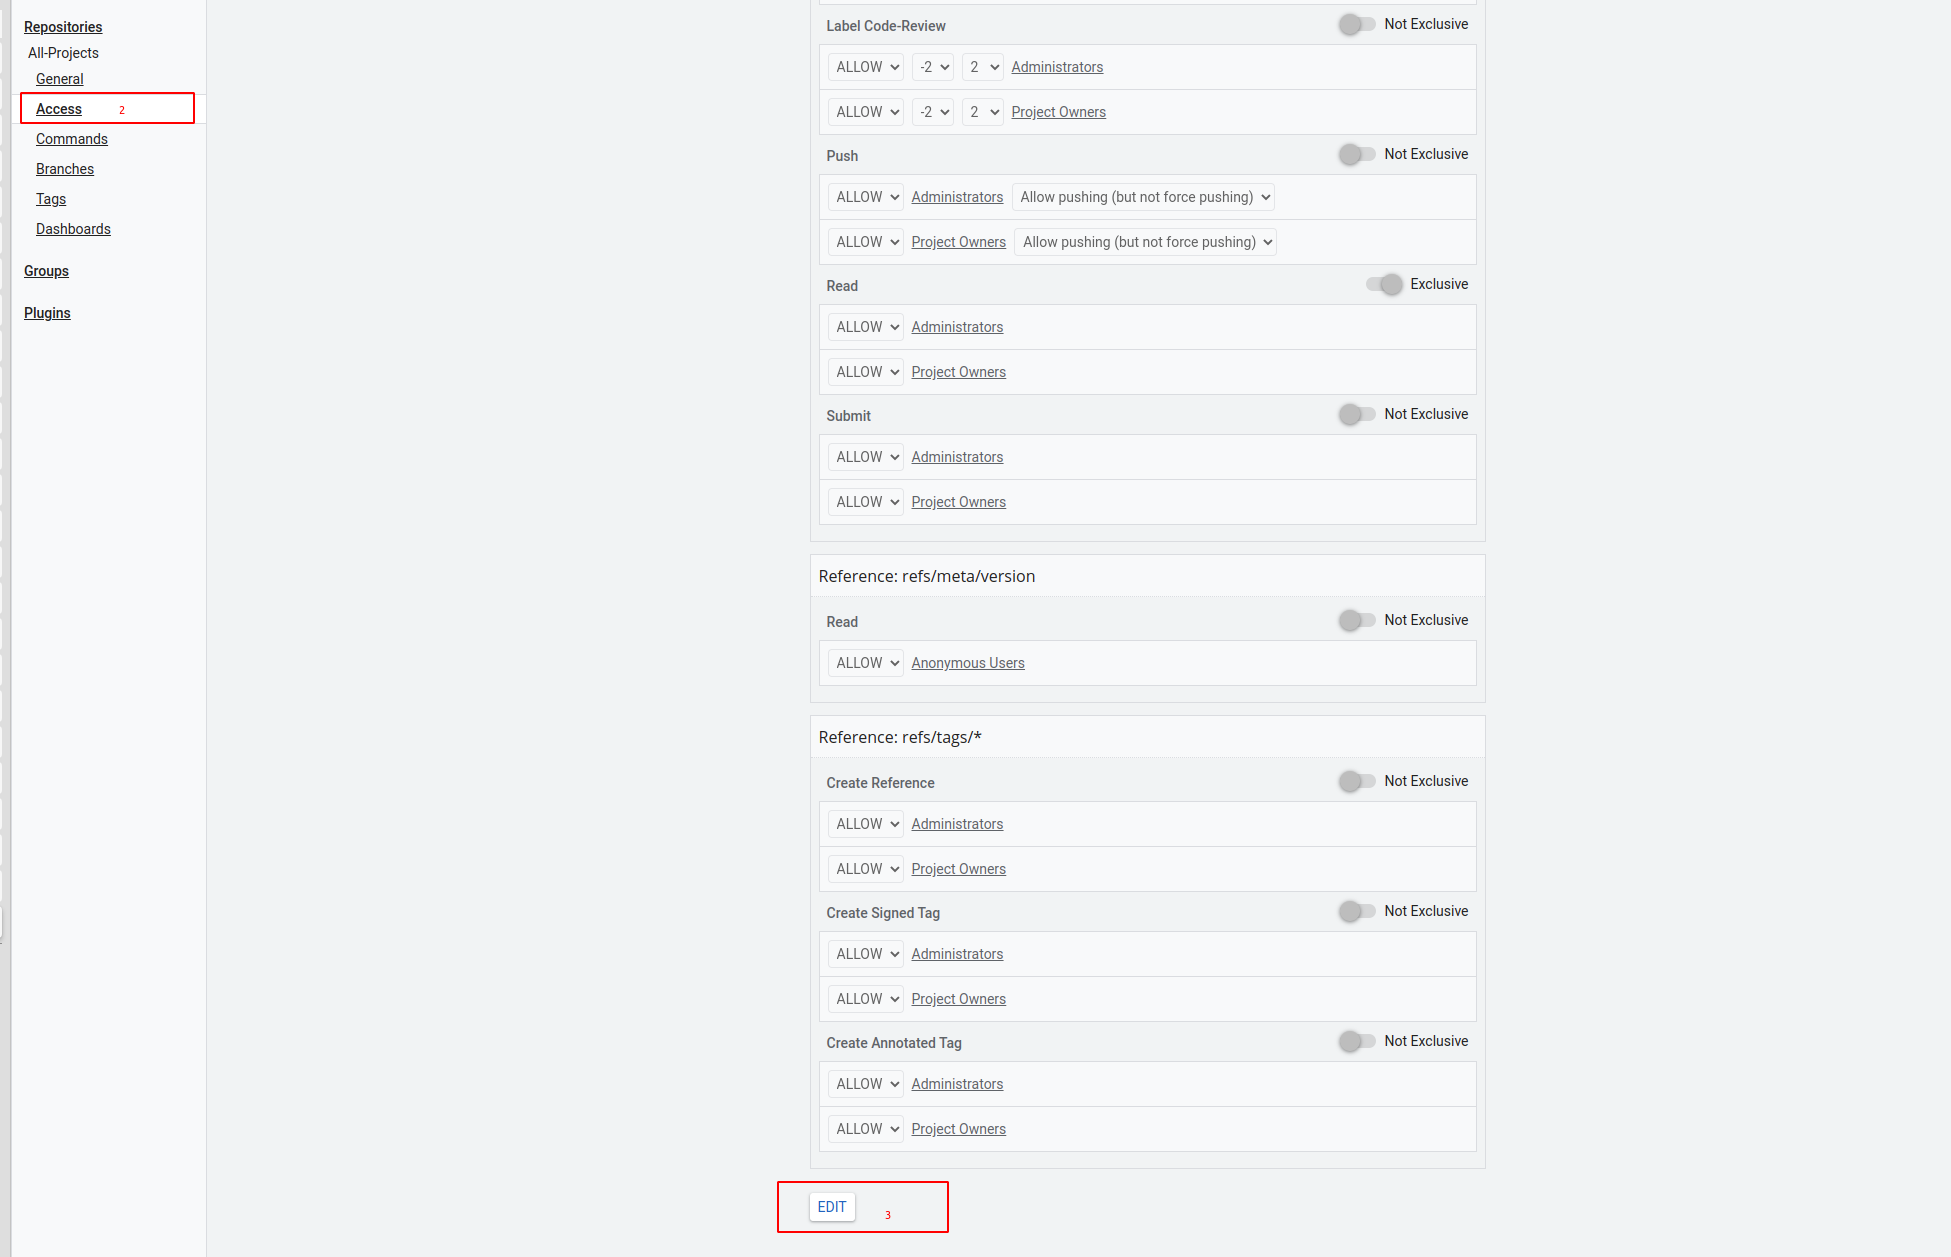 Repositories
All-Projects
General
Access 2
Commands
Branches
Tags
Dashboards
Groups
Plugins
Label Code-Review Not Exclusive
ALLOW -2 2 Administrators
ALLOW -2 2 Project Owners
Push Not Exclusive
ALLOW Administrators Allow pushing (but not force pushing)
ALLOW Project Owners Allow pushing (but not force pushing)
Read Exclusive
ALLOW Administrators
ALLOW Project Owners
Submit Not Exclusive
ALLOW Administrators
ALLOW Project Owners
Reference: refs/meta/version
Read Not Exclusive
ALLOW Anonymous Users
Reference: refs/tags/*
Create Reference Not Exclusive
ALLOW Administrators
ALLOW Project Owners
Create Signed Tag Not Exclusive
ALLOW Administrators
ALLOW Project Owners
Create Annotated Tag Not Exclusive
ALLOW Administrators
ALLOW Project Owners
EDIT 3